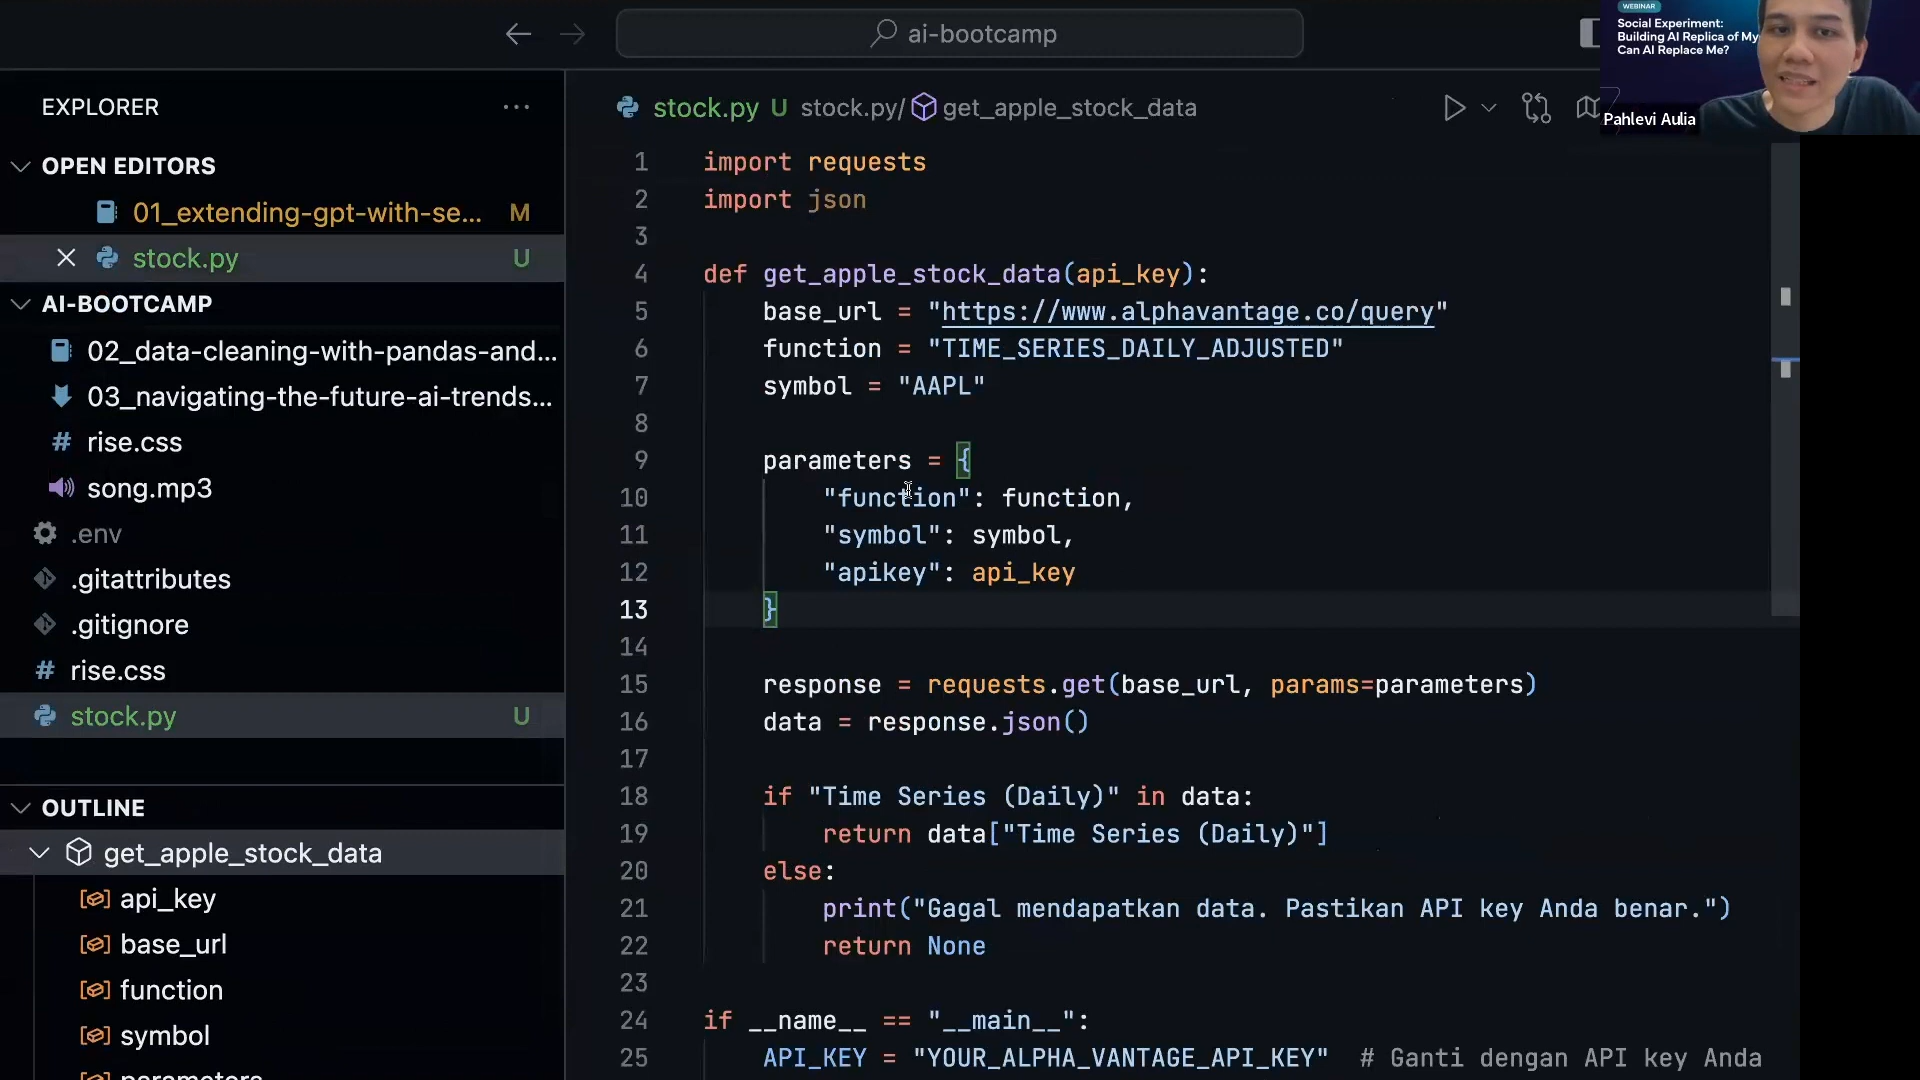 ai-bootcamp
WEBINAR
Social Experiment:
Building AI Replica of My
Can AI Replace Me?
Pahlevi Aulia
EXPLORER
OPEN EDITORS
01_extending-gpt-with-se... M
stock.py U
AI-BOOTCAMP
02_data-cleaning-with-pandas-and...
03_navigating-the-future-ai-trends...
# rise.css
song.mp3
.env
.gitattributes
.gitignore
# rise.css
stock.py U
OUTLINE
get_apple_stock_data
api_key
base_url
function
symbol
parameters
stock.py U stock.py/ get_apple_stock_data
1 import requests
2 import json
3
4 def get_apple_stock_data(api_key):
5 base_url = "https://www.alphavantage.co/query"
6 function = "TIME_SERIES_DAILY_ADJUSTED"
7 symbol = "AAPL"
8
9 parameters = {
10 "function": function,
11 "symbol": symbol,
12 "apikey": api_key
13 }
14
15 response = requests.get(base_url, params=parameters)
16 data = response.json()
17
18 if "Time Series (Daily)" in data:
19 return data["Time Series (Daily)"]
20 else:
21 print("Gagal mendapatkan data. Pastikan API key Anda benar.")
22 return None
23
24 if __name__ == "__main__":
25 API_KEY = "YOUR_ALPHA_VANTAGE_API_KEY" # Ganti dengan API key Anda